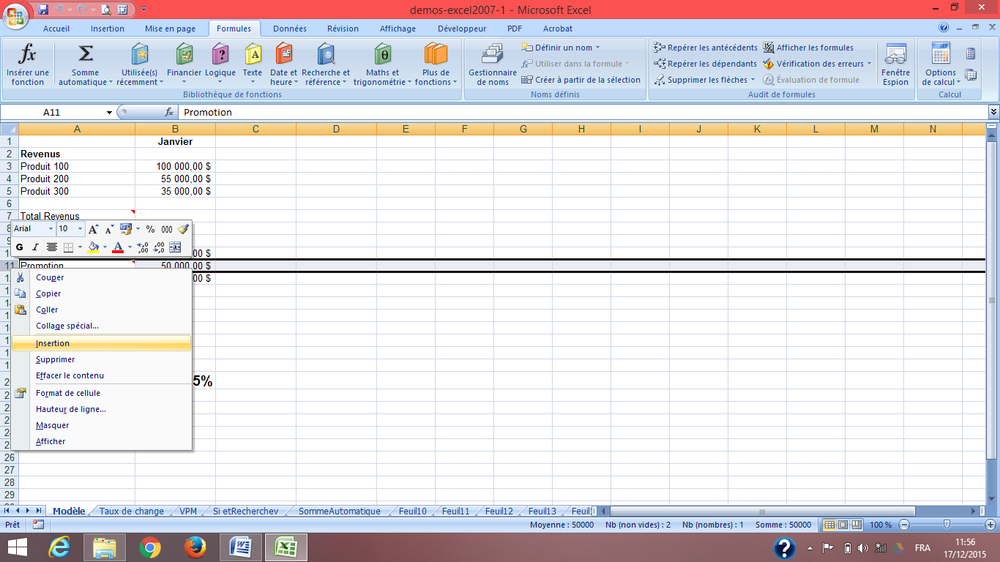 demos-excel2007-1 - Microsoft Excel
Accueil Insertion Mise en page Formules Données Révision Affichage Développeur PDF Acrobat
Insérer une fonction
Somme automatique
Utilisée(s) récemment
Financier
Logique
Texte
Date et heure
Recherche et référence
Maths et trigonométrie
Plus de fonctions
Bibliothèque de fonctions
Gestionnaire de noms
Définir un nom
Utiliser dans la formule
Créer à partir de la sélection
Noms définis
Repérer les antécédents
Repérer les dépendants
Supprimer les flèches
Afficher les formules
Vérification des erreurs
Évaluation de formule
Audit de formules
Fenêtre Espion
Options de calcul
Calcul
A11 fx Promotion
A B C D E F G H I J K L M N
1 Janvier
2 Revenus
3 Produit 100 100 000,00 $
4 Produit 200 55 000,00 $
5 Produit 300 35 000,00 $
6
7 Total Revenus
Arial 10 A A % 000
G I A ,00 ,00
00 $
11 Promotion 50 000,00 $
00 $
Couper
Copier
Coller
Collage spécial...
Insertion
Supprimer
Effacer le contenu
5%
Format de cellule
Hauteur de ligne...
Masquer
Afficher
26
27
28
29
Modèle Taux de change VPM Si etRecherchev SommeAutomatique Feuil10 Feuil11 Feuil12 Feuil13 Feuil
Prêt Moyenne : 50000 Nb (non vides) : 2 Nb (nombres) : 1 Somme : 50000 100 %
FRA
11:56
17/12/2015